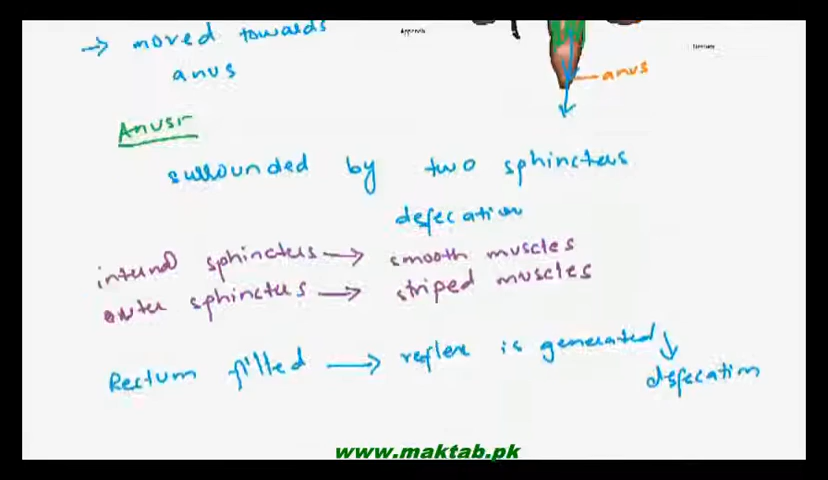 → moved towards
anus
Appendix
anus
Anus:
surrounded by two sphincters
defecation
internal sphincters → smooth muscles
outer sphincters → striped muscles
Rectum filled → reflex is generated ↓
defecation
www.maktab.pk